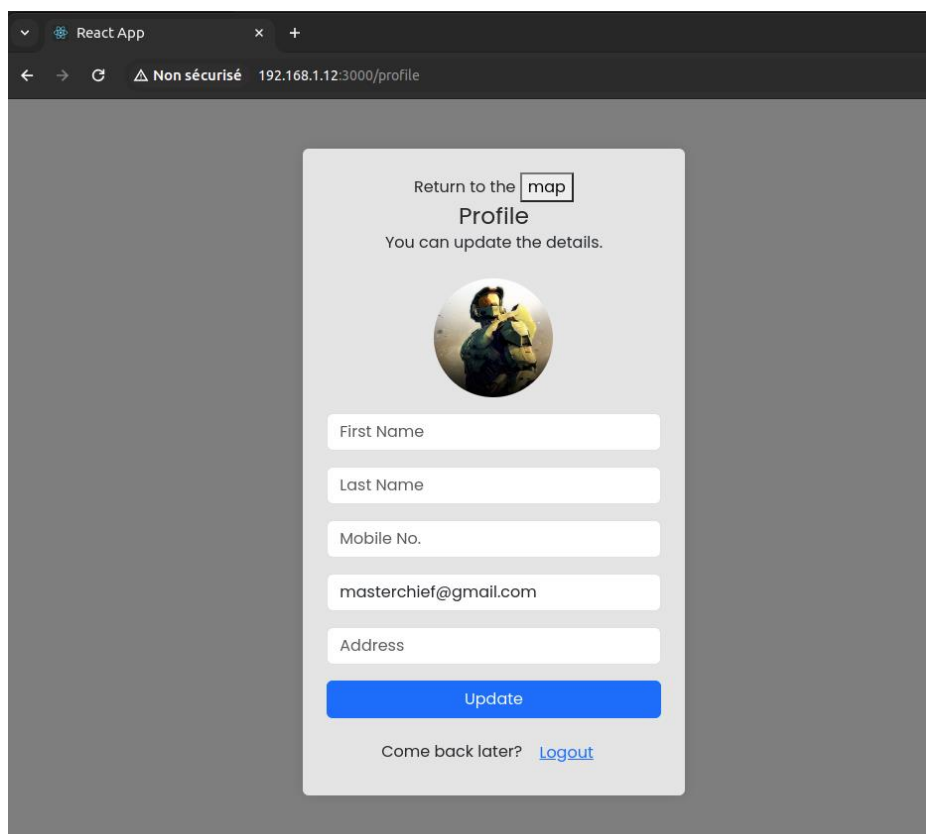 React App
Non sécurisé 192.168.1.12:3000/profile
Return to the map
Profile
You can update the details.
First Name
Last Name
Mobile No.
masterchief@gmail.com
Address
Update
Come back later? Logout